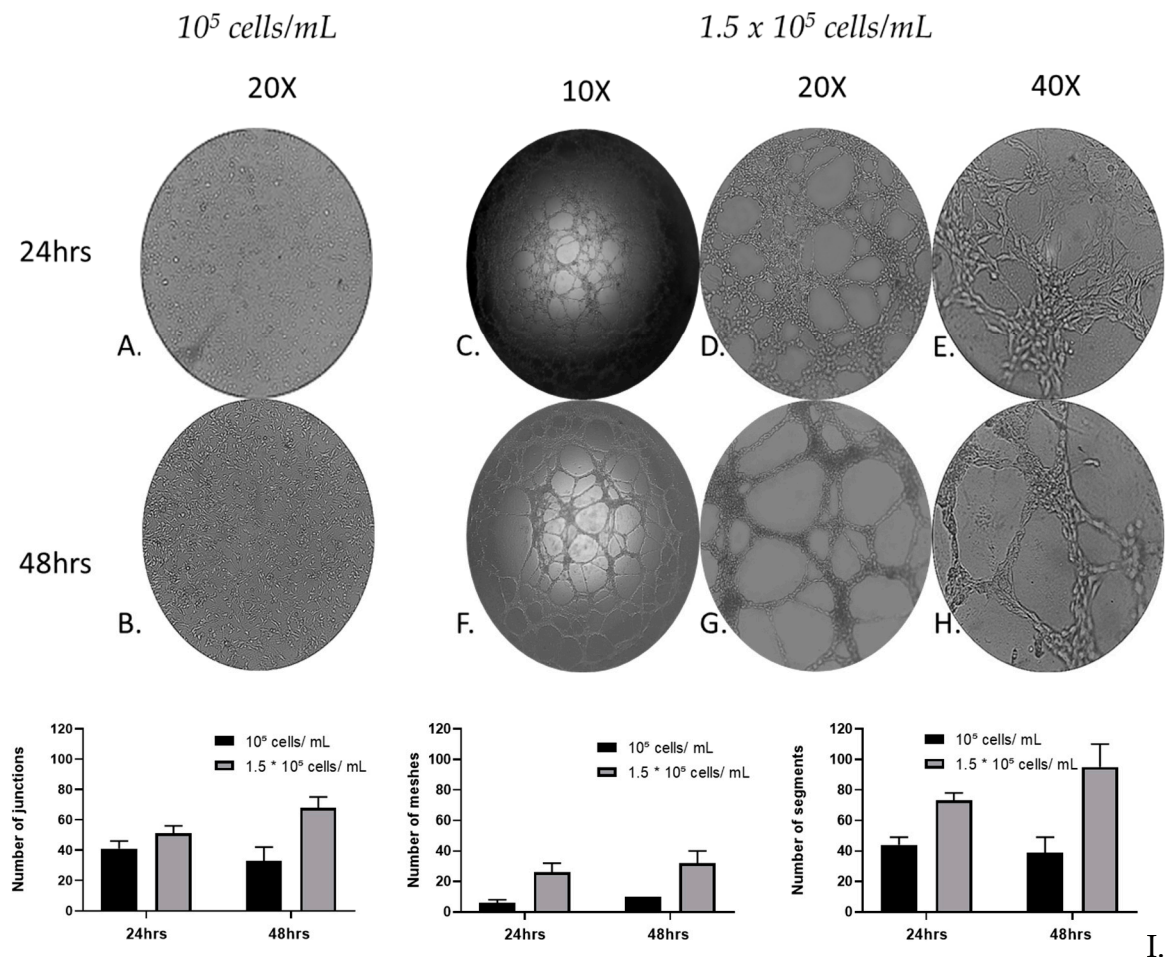 10⁵ cells/mL 1.5 x 10⁵ cells/mL
20X 10X 20X 40X
24hrs
A. C. D. E.
48hrs
B. F. G. H.
Number of junctions
120
100
80
60
40
20
0
10⁵ cells/ mL
1.5 * 10⁵ cells/ mL
24hrs 48hrs
Number of meshes
120
100
80
60
40
20
0
10⁵ cells/ mL
1.5 * 10⁵ cells/ mL
24hrs 48hrs
Number of segments
120
100
80
60
40
20
0
10⁵ cells/ mL
1.5 * 10⁵ cells/ mL
24hrs 48hrs
I.